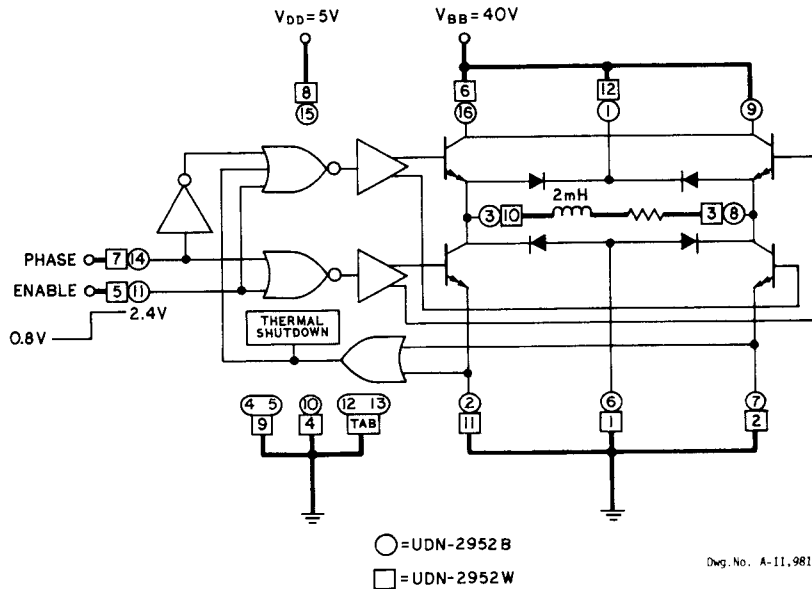 VDD = 5V
VBB = 40V
8
15
6
16
12
1
9
2mH
3 10
3 8
PHASE 7 14
ENABLE 5 11
2.4V
0.8V
THERMAL
SHUTDOWN
4 5
9
10
4
12 13
TAB
2
11
6
1
7
2
=UDN-2952B
=UDN-2952W
Dwg. No. A-11,981